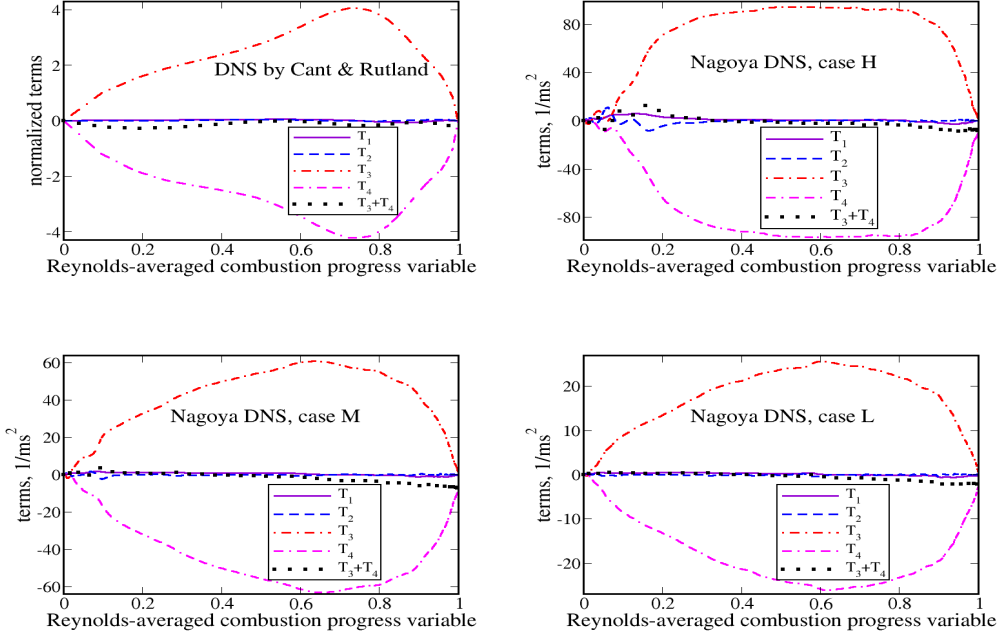 4
2
0
-2
-4
normalized terms
DNS by Cant & Rutland
T1
T2
T3
T4
T3+T4
0 0.2 0.4 0.6 0.8 1
Reynolds-averaged combustion progress variable
80
40
0
-40
-80
terms, 1/ms²
Nagoya DNS, case H
T1
T2
T3
T4
T3+T4
0 0.2 0.4 0.6 0.8 1
Reynolds-averaged combustion progress variable
60
40
20
0
-20
-40
-60
terms, 1/ms²
Nagoya DNS, case M
T1
T2
T3
T4
T3+T4
0 0.2 0.4 0.6 0.8 1
Reynolds-averaged combustion progress variable
20
10
0
-10
-20
terms, 1/ms²
Nagoya DNS, case L
T1
T2
T3
T4
T3+T4
0 0.2 0.4 0.6 0.8 1
Reynolds-averaged combustion progress variable